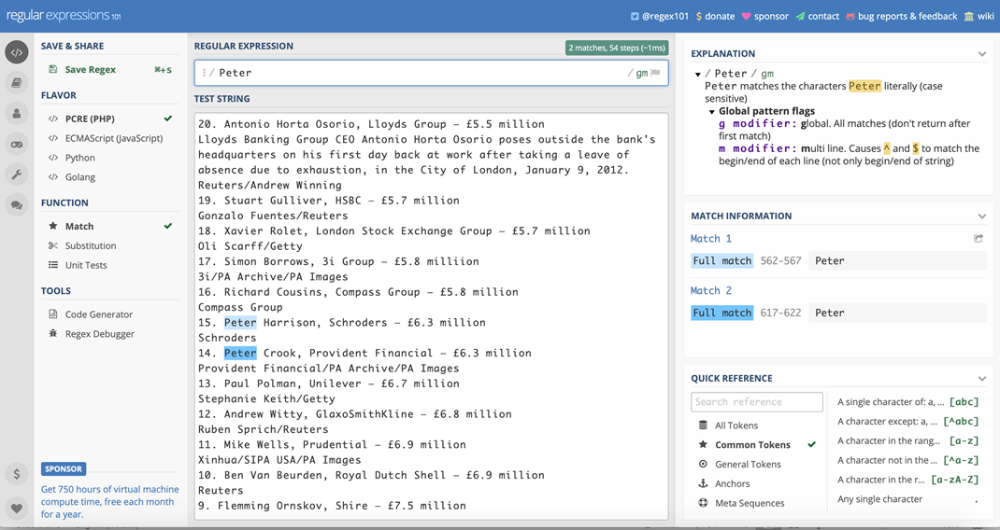 regular expressions 101
@regex101 $ donate sponsor contact bug reports & feedback wiki
SAVE & SHARE
Save Regex ⌘+S
FLAVOR
</> PCRE (PHP)
</> ECMAScript (JavaScript)
</> Python
</> Golang
FUNCTION
Match
Substitution
Unit Tests
TOOLS
Code Generator
Regex Debugger
SPONSOR
Get 750 hours of virtual machine
compute time, free each month
for a year.
REGULAR EXPRESSION
2 matches, 54 steps (~1ms)
/ Peter / gm
TEST STRING
20. Antonio Horta Osorio, Lloyds Group — £5.5 million
Lloyds Banking Group CEO Antonio Horta Osorio poses outside the bank's
headquarters on his first day back at work after taking a leave of
absence due to exhaustion, in the City of London, January 9, 2012.
Reuters/Andrew Winning
19. Stuart Gulliver, HSBC — £5.7 million
Gonzalo Fuentes/Reuters
18. Xavier Rolet, London Stock Exchange Group — £5.7 million
Oli Scarff/Getty
17. Simon Borrows, 3i Group — £5.8 milliion
3i/PA Archive/PA Images
16. Richard Cousins, Compass Group — £5.8 million
Compass Group
15. Peter Harrison, Schroders — £6.3 million
Schroders
14. Peter Crook, Provident Financial — £6.3 million
Provident Financial/PA Archive/PA Images
13. Paul Polman, Unilever — £6.7 million
Stephanie Keith/Getty
12. Andrew Witty, GlaxoSmithKline — £6.8 million
Ruben Sprich/Reuters
11. Mike Wells, Prudential — £6.9 million
Xinhua/SIPA USA/PA Images
10. Ben Van Beurden, Royal Dutch Shell — £6.9 million
Reuters
9. Flemming Ornskov, Shire — £7.5 million
EXPLANATION
/ Peter / gm
Peter matches the characters Peter literally (case
sensitive)
Global pattern flags
g modifier: global. All matches (don't return after
first match)
m modifier: multi line. Causes ^ and $ to match the
begin/end of each line (not only begin/end of string)
MATCH INFORMATION
Match 1
Full match 562-567 Peter
Match 2
Full match 617-622 Peter
QUICK REFERENCE
Search reference
All Tokens
Common Tokens
General Tokens
Anchors
Meta Sequences
A single character of: a, ... [abc]
A character except: a, ... [^abc]
A character in the rang... [a-z]
A character not in the ... [^a-z]
A character in the r... [a-zA-Z]
Any single character .